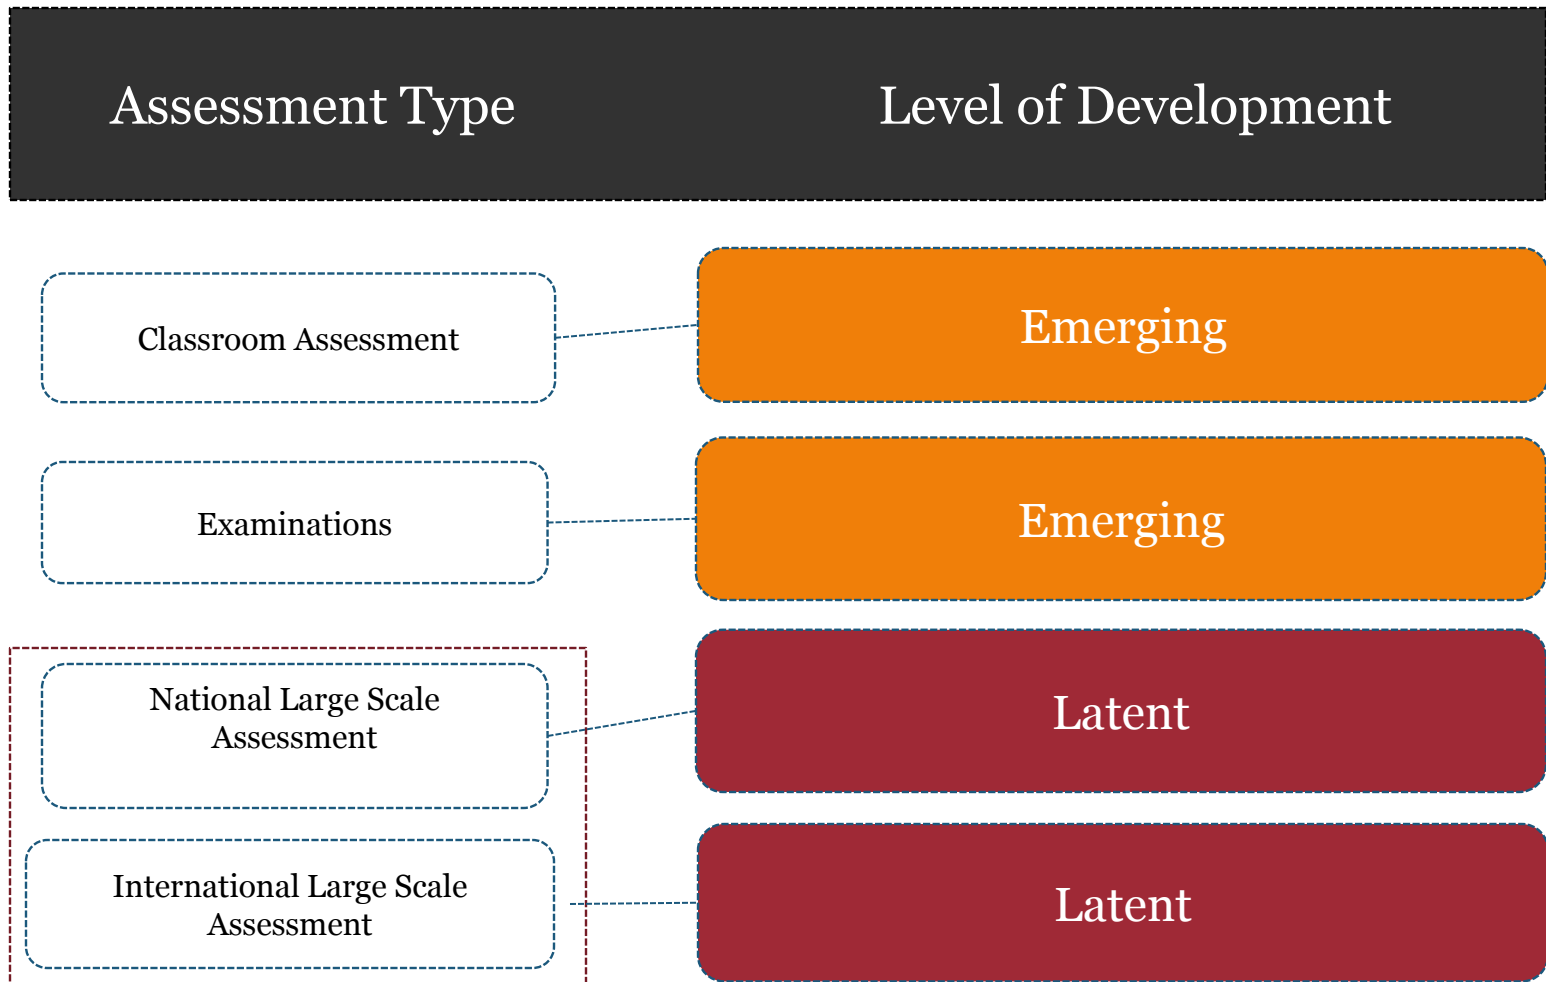 Assessment Type
Level of Development
Classroom Assessment
Emerging
Examinations
Emerging
National Large Scale
Assessment
Latent
International Large Scale
Assessment
Latent